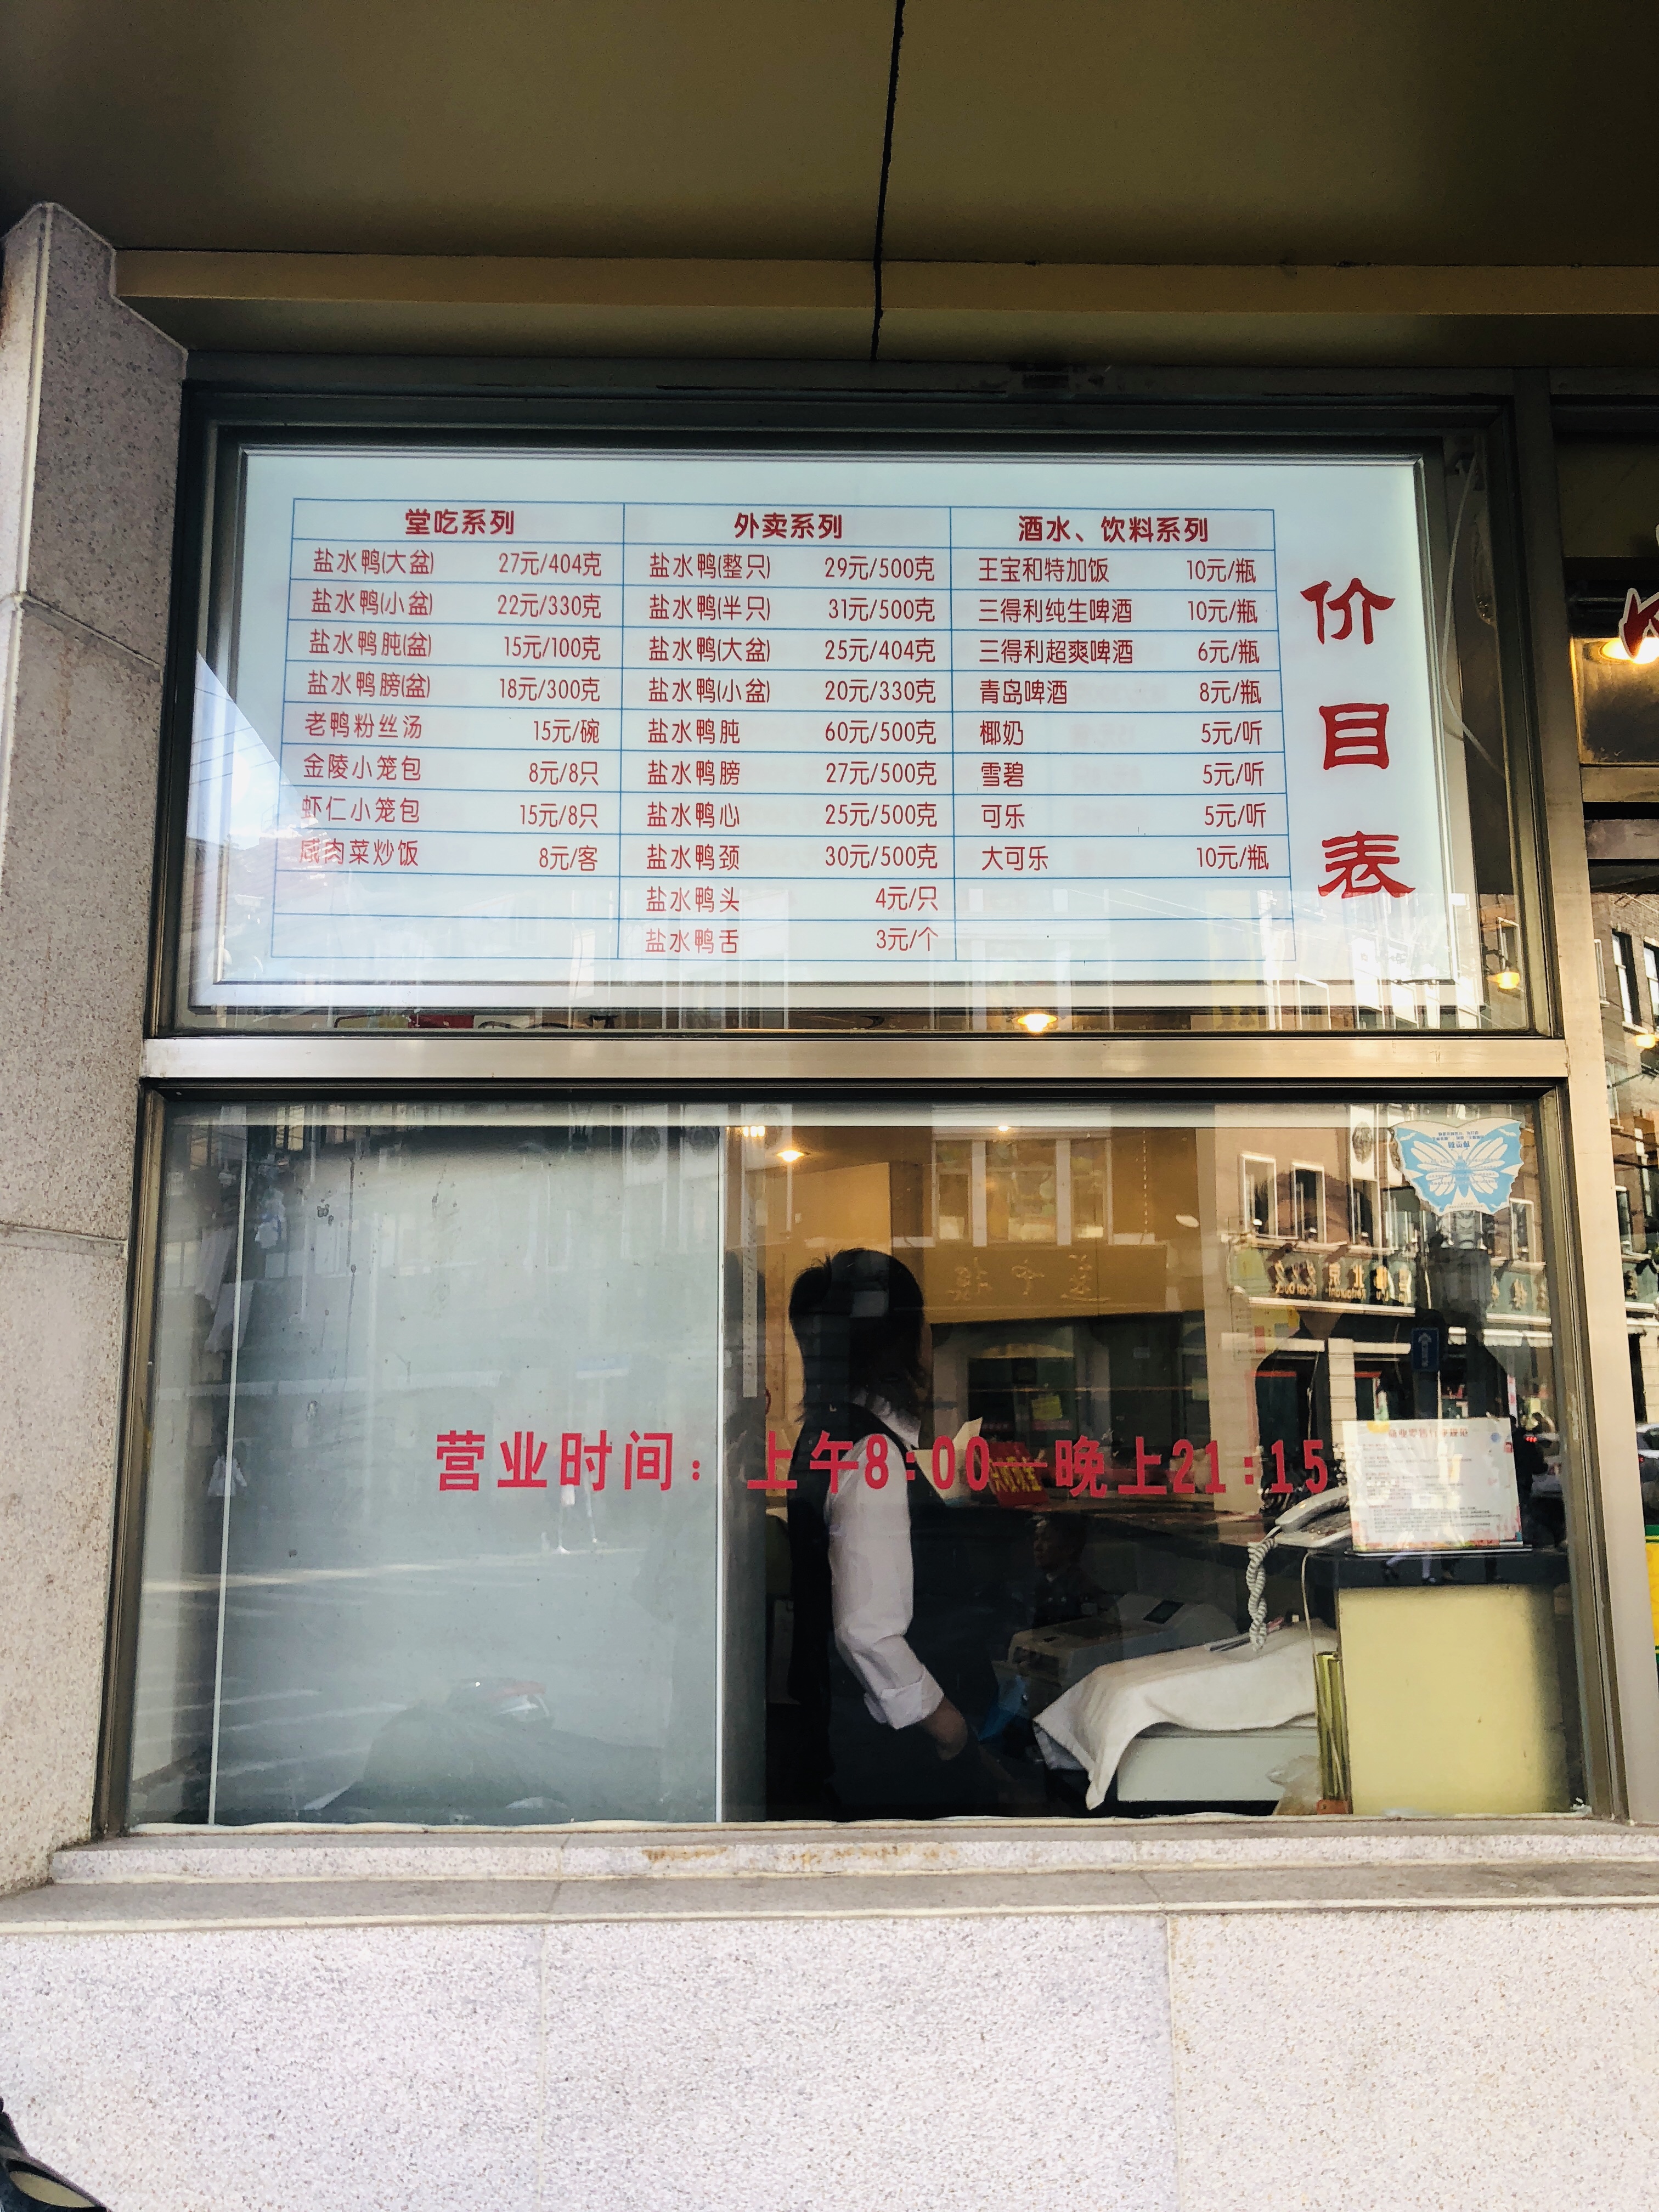 价目表
堂吃系列
盐水鸭(大盆) 27元/404克
盐水鸭(小盆) 22元/330克
盐水鸭肫(盆) 15元/100克
盐水鸭膀(盆) 18元/300克
老鸭粉丝汤 15元/碗
金陵小笼包 8元/8只
虾仁小笼包 15元/8只
咸肉菜炒饭 8元/客
外卖系列
盐水鸭(整只) 29元/500克
盐水鸭(半只) 31元/500克
盐水鸭(大盆) 25元/404克
盐水鸭(小盆) 20元/330克
盐水鸭肫 60元/500克
盐水鸭膀 27元/500克
盐水鸭心 25元/500克
盐水鸭颈 30元/500克
盐水鸭头 4元/只
盐水鸭舌 3元/个
酒水、饮料系列
王宝和特加饭 10元/瓶
三得利纯生啤酒 10元/瓶
三得利超爽啤酒 6元/瓶
青岛啤酒 8元/瓶
椰奶 5元/听
雪碧 5元/听
可乐 5元/听
大可乐 10元/瓶
营业时间：上午8:00—晚上21:15